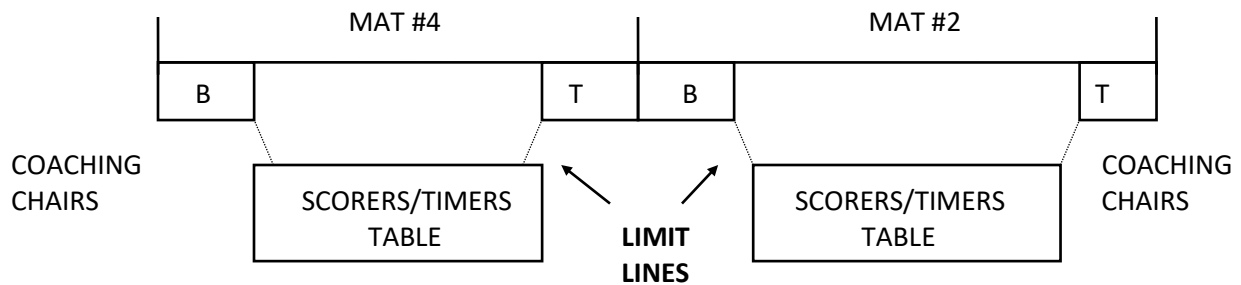 MAT #4
MAT #2
B
T
B
T
COACHING
CHAIRS
SCORERS/TIMERS
TABLE
LIMIT
LINES
SCORERS/TIMERS
TABLE
COACHING
CHAIRS